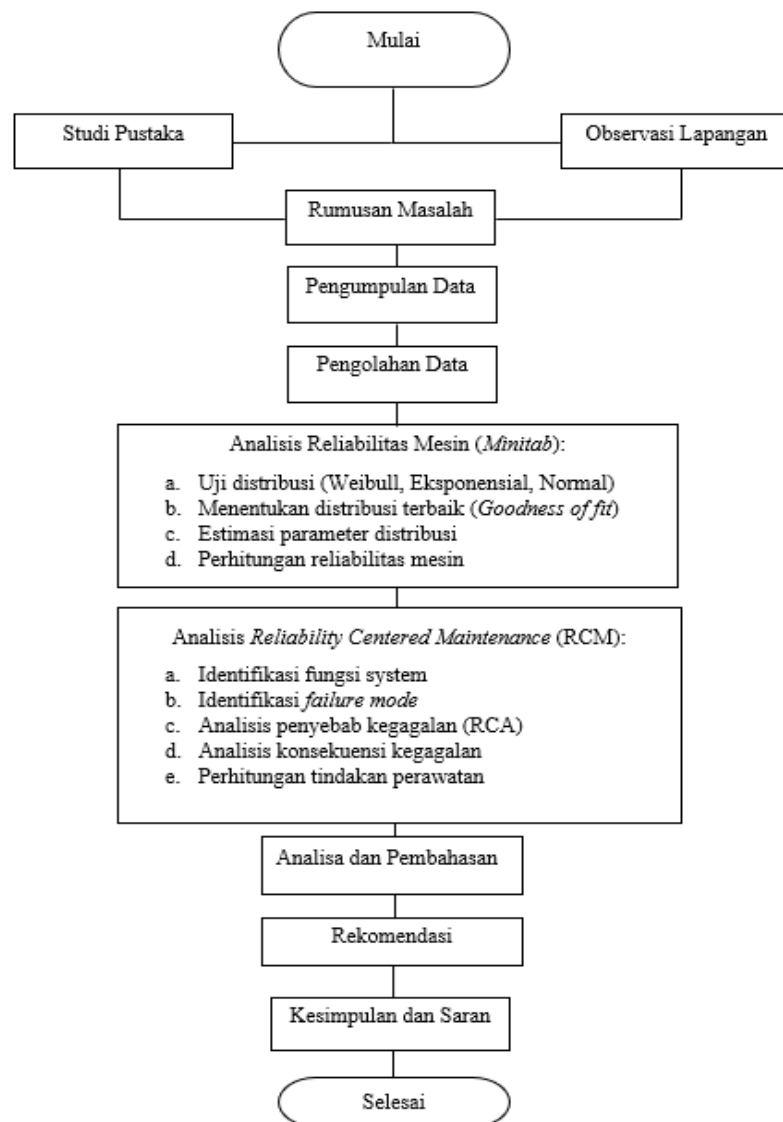 Mulai
Studi Pustaka
Observasi Lapangan
Rumusan Masalah
Pengumpulan Data
Pengolahan Data
Analisis Reliabilitas Mesin (Minitab):
a. Uji distribusi (Weibull, Eksponensial, Normal)
b. Menentukan distribusi terbaik (Goodness of fit)
c. Estimasi parameter distribusi
d. Perhitungan reliabilitas mesin
Analisis Reliability Centered Maintenance (RCM):
a. Identifikasi fungsi system
b. Identifikasi failure mode
c. Analisis penyebab kegagalan (RCA)
d. Analisis konsekuensi kegagalan
e. Perhitungan tindakan perawatan
Analisa dan Pembahasan
Rekomendasi
Kesimpulan dan Saran
Selesai